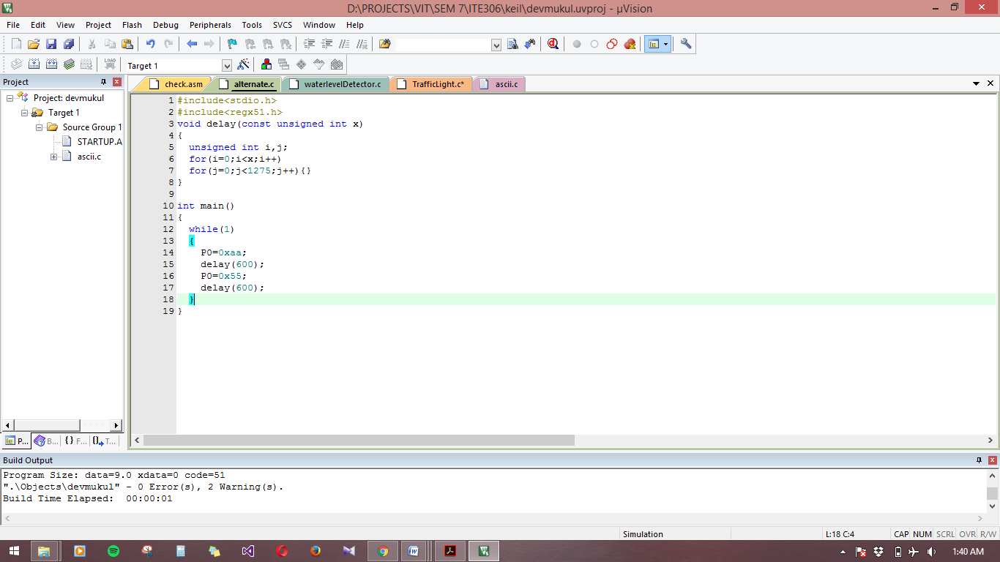 D:\PROJECTS\VIT\SEM 7\ITE306\keil\devmukul.uvproj - µVision
File Edit View Project Flash Debug Peripherals Tools SVCS Window Help
LOAD
Target 1
Project
check.asm alternate.c waterlevelDetector.c TrafficLight.c* ascii.c
Project: devmukul
Target 1
Source Group 1
STARTUP.A
ascii.c
1 #include<stdio.h>
2 #include<regx51.h>
3 void delay(const unsigned int x)
4 {
5 unsigned int i,j;
6 for(i=0;i<x;i++)
7 for(j=0;j<1275;j++){}
8 }
9
10 int main()
11 {
12 while(1)
13 {
14 P0=0xaa;
15 delay(600);
16 P0=0x55;
17 delay(600);
18 }
19 }
P... B... {} F... {} T...
Build Output
Program Size: data=9.0 xdata=0 code=51
".\Objects\devmukul" - 0 Error(s), 2 Warning(s).
Build Time Elapsed: 00:00:01
Simulation L:18 C:4 CAP NUM SCRL OVR R/W
1:40 AM